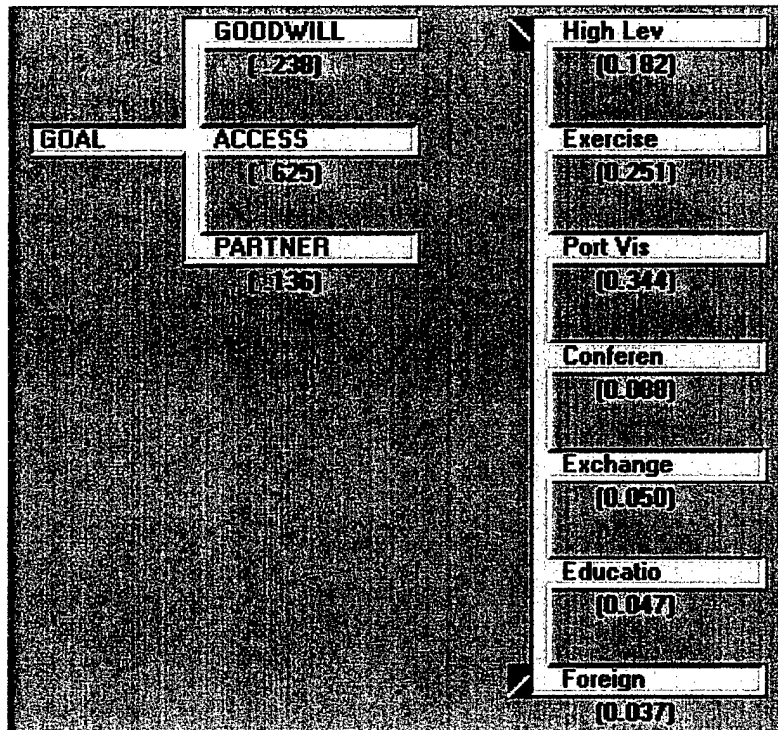 GOODWILL
(.238)
GOAL
ACCESS
(.625)
PARTNER
(.136)
High Lev
(0.182)
Exercise
(0.251)
Port Vis
(0.344)
Conferen
(0.088)
Exchange
(0.050)
Educatio
(0.047)
Foreign
(0.037)